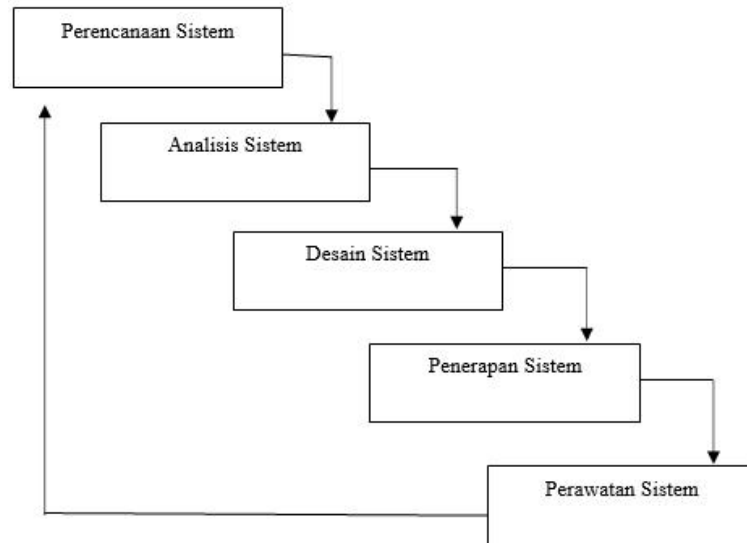 Perencanaan Sistem
Analisis Sistem
Desain Sistem
Penerapan Sistem
Perawatan Sistem